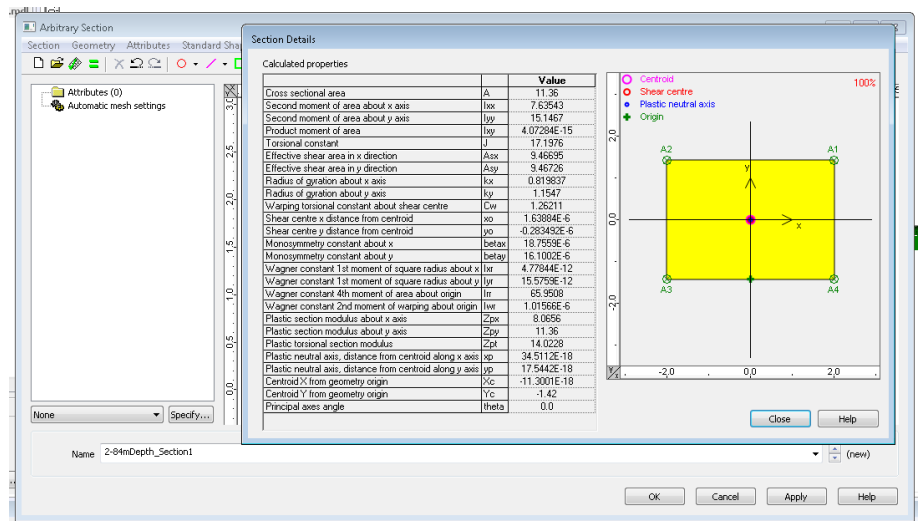 Arbitrary Section
Section Geometry Attributes Standard Sha
Attributes (0)
Automatic mesh settings
None
Specify...
Name 2-84mDepth_Section1 (new)
OK Cancel Apply Help
Section Details
Calculated properties
Value
Cross sectional area A 11.36
Second moment of area about x axis Ixx 7.63543
Second moment of area about y axis Iyy 15.1467
Product moment of area Ixy 4.07284E-15
Torsional constant J 17.1976
Effective shear area in x direction Asx 9.46695
Effective shear area in y direction Asy 9.46726
Radius of gyration about x axis kx 0.819837
Radius of gyration about y axis ky 1.1547
Warping torsional constant about shear centre Cw 1.26211
Shear centre x distance from centroid xo 1.63884E-6
Shear centre y distance from centroid yo -0.283492E-6
Monosymmetry constant about x betax 18.7559E-6
Monosymmetry constant about y betay 16.1002E-6
Wagner constant 1st moment of square radius about x Ixr 4.77844E-12
Wagner constant 1st moment of square radius about y Iyr 15.5759E-12
Wagner constant 4th moment of area about origin Irr 65.9508
Wagner constant 2nd moment of warping about origin Iwr 1.01566E-6
Plastic section modulus about x axis Zpx 8.0656
Plastic section modulus about y axis Zpy 11.36
Plastic torsional section modulus Zpt 14.0228
Plastic neutral axis, distance from centroid along x axis xp 34.5112E-18
Plastic neutral axis, distance from centroid along y axis yp 17.5442E-18
Centroid X from geometry origin Xc -11.3001E-18
Centroid Y from geometry origin Yc -1.42
Principal axes angle theta 0.0
Centroid
Shear centre
Plastic neutral axis
Origin
100%
A2 A1
y
x
A3 A4
2,0
0,0
-2,0
-2,0 0,0 2,0
Close Help
3,0
2,5
2,0
1,5
1,0
0,5
0,0